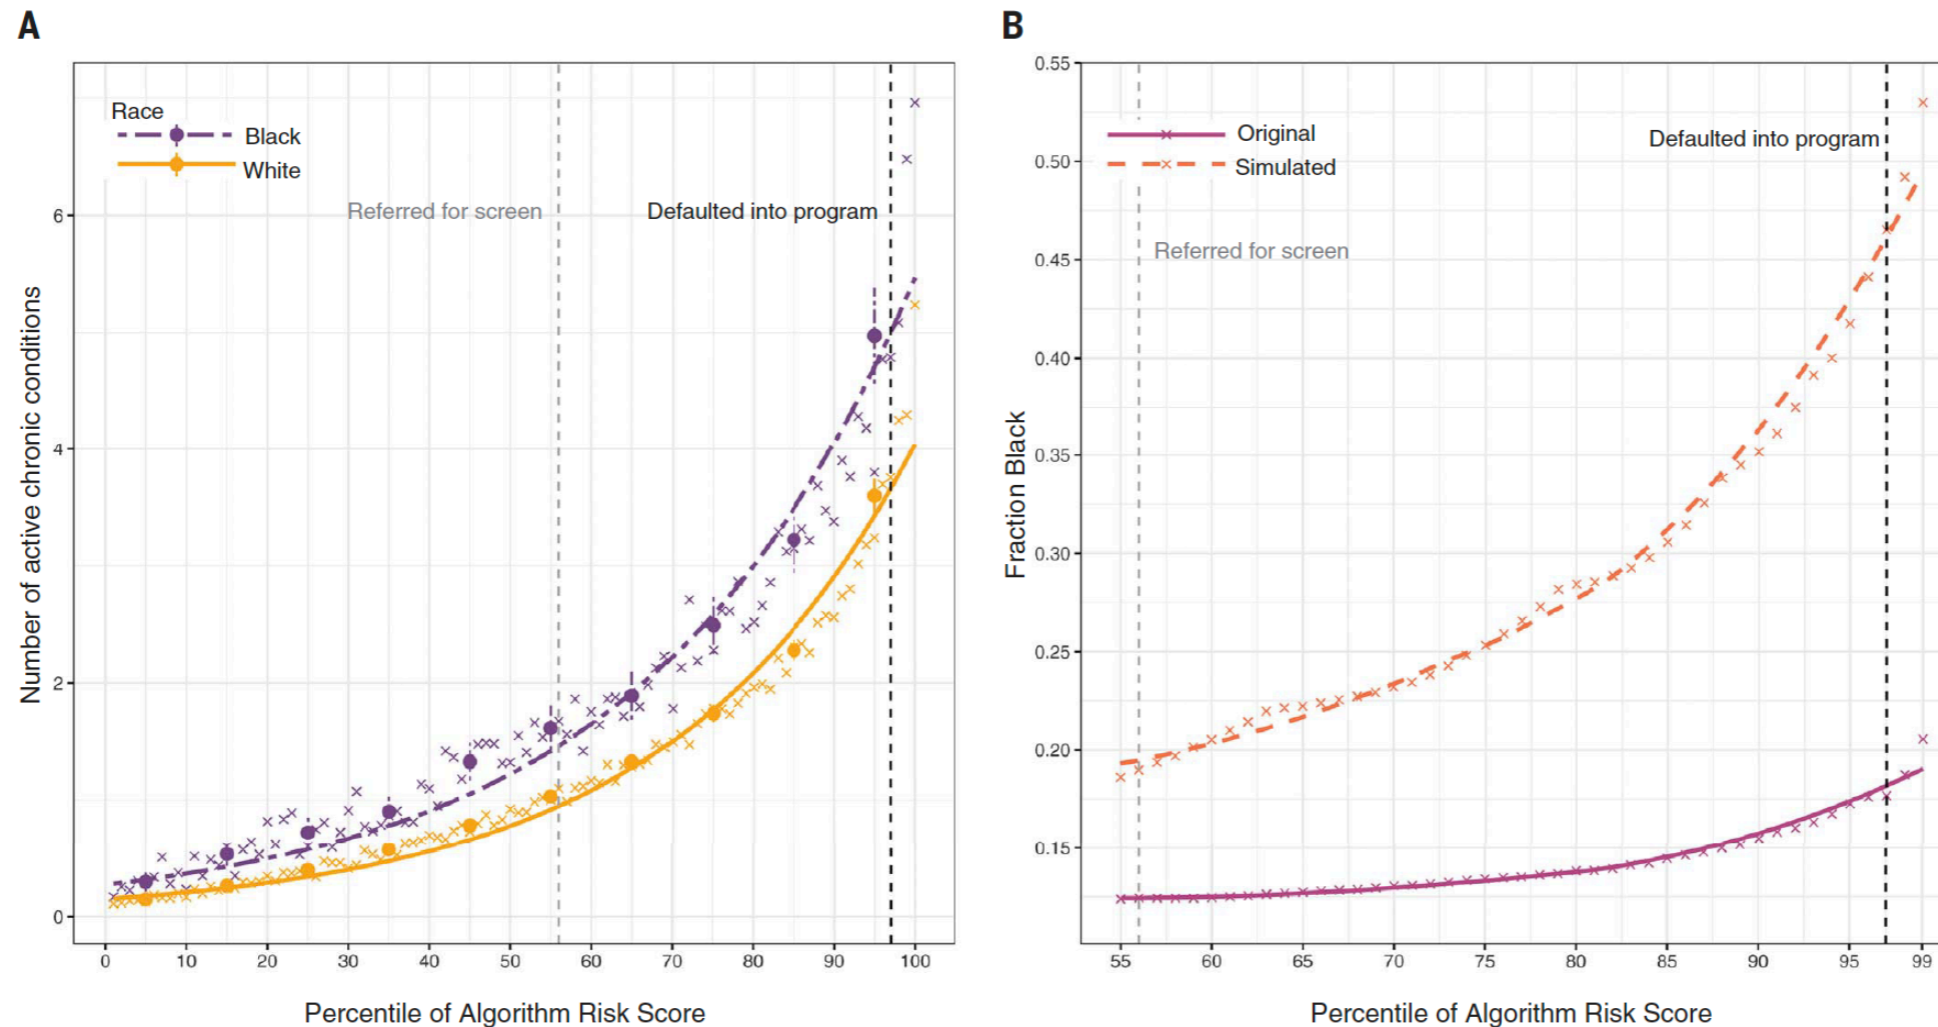 A
Number of active chronic conditions
6
4
2
0
Race
Black
White
Referred for screen
Defaulted into program
0 10 20 30 40 50 60 70 80 90 100
Percentile of Algorithm Risk Score
B
Fraction Black
0.55
0.50
0.45
0.40
0.35
0.30
0.25
0.20
0.15
Original
Simulated
Defaulted into program
Referred for screen
55 60 65 70 75 80 85 90 95 99
Percentile of Algorithm Risk Score